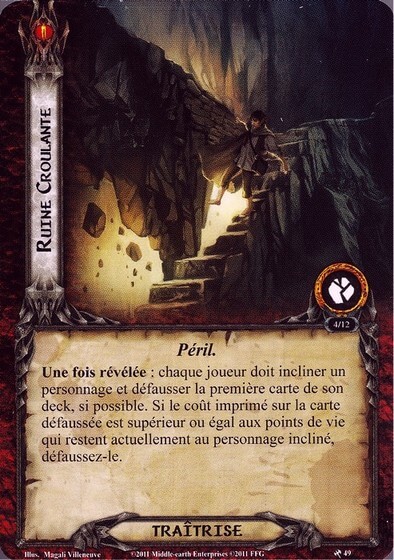 RUINE CROULANTE
4/12
Péril.
Une fois révélée : chaque joueur doit incliner un
personnage et défausser la première carte de son
deck, si possible. Si le coût imprimé sur la carte
défaussée est supérieur ou égal aux points de vie
qui restent actuellement au personnage incliné,
défaussez-le.
TRAÎTRISE
Illus. Magali Villeneuve
©2011 Middle-earth Enterprises ©2011 FFG
49